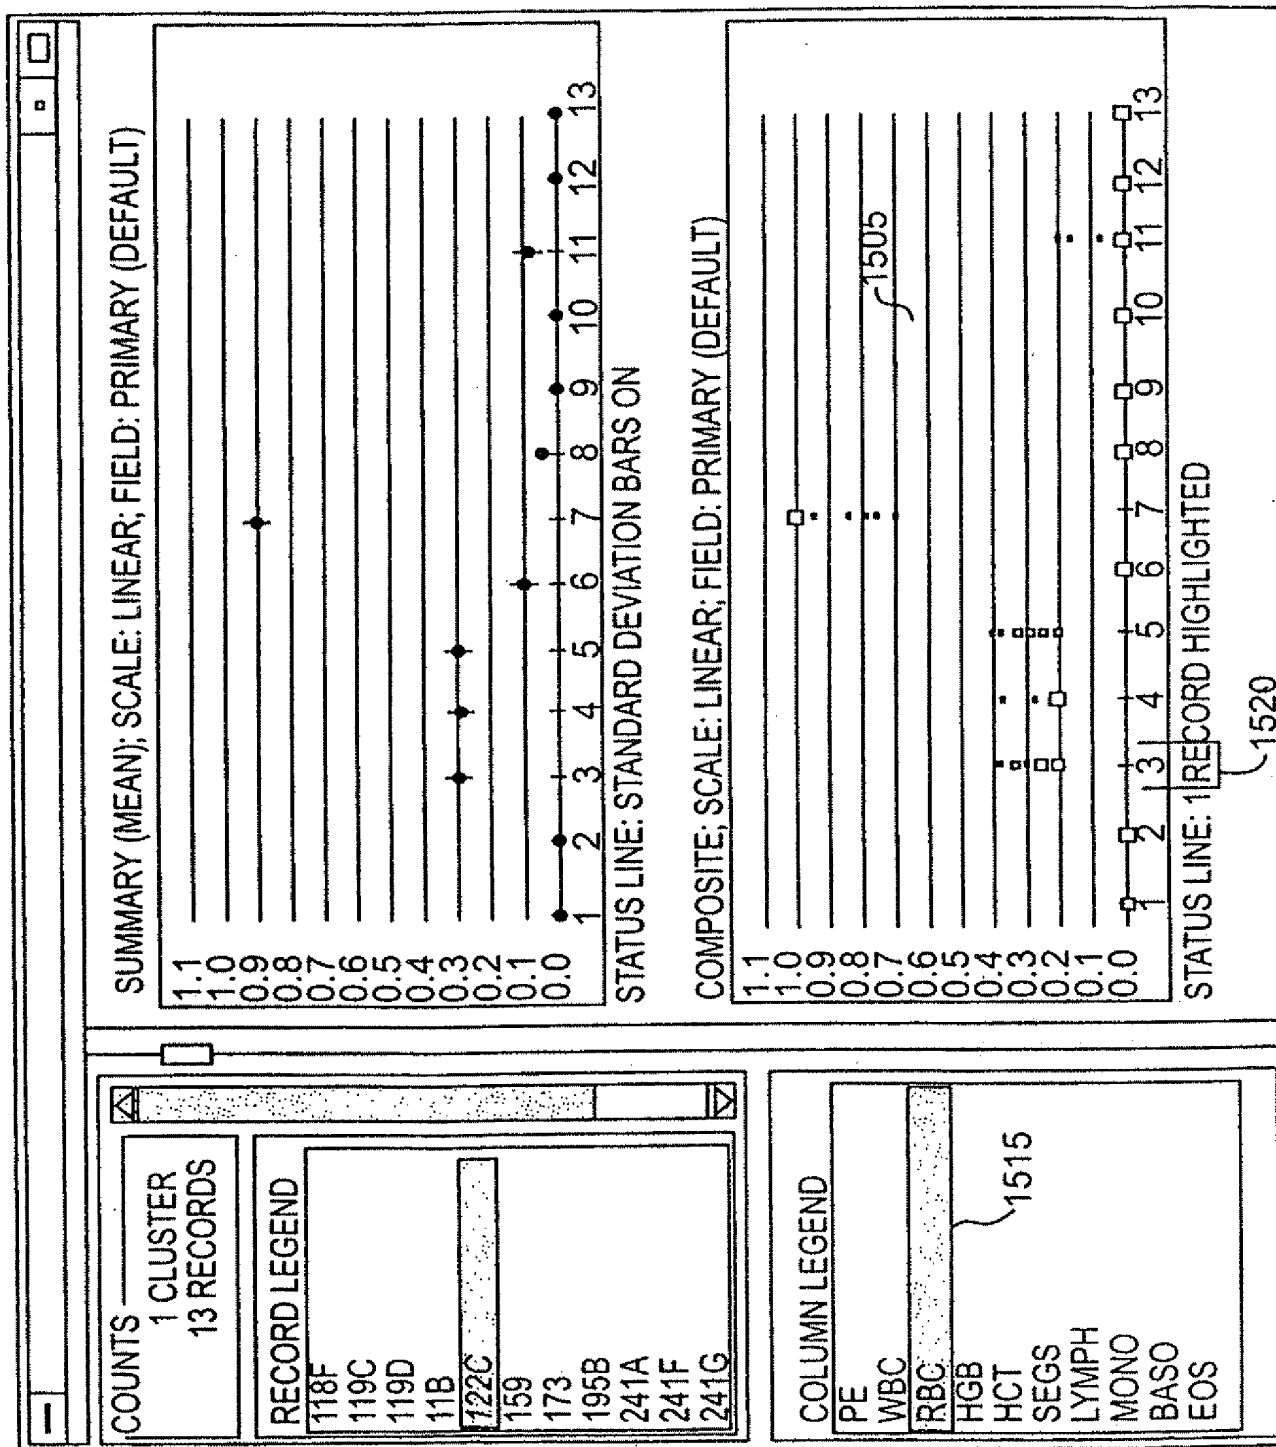 COUNTS
1 CLUSTER
13 RECORDS
RECORD LEGEND
118F
119C
119D
11B
122C
159
173
195B
241A
241F
241G
COLUMN LEGEND
PE
WBC
RBC
HGB
HCT
SEGS
LYMPH
MONO
BASO
EOS
1515
SUMMARY (MEAN); SCALE: LINEAR; FIELD: PRIMARY (DEFAULT)
1.1
1.0
0.9
0.8
0.7
0.6
0.5
0.4
0.3
0.2
0.1
0.0
1 2 3 4 5 6 7 8 9 10 11 12 13
STATUS LINE: STANDARD DEVIATION BARS ON
COMPOSITE; SCALE: LINEAR; FIELD: PRIMARY (DEFAULT)
1.1
1.0
0.9
0.8
0.7
0.6
0.5
0.4
0.3
0.2
0.1
0.0
1505
1 2 3 4 5 6 7 8 9 10 11 12 13
STATUS LINE: 1 RECORD HIGHLIGHTED
1520